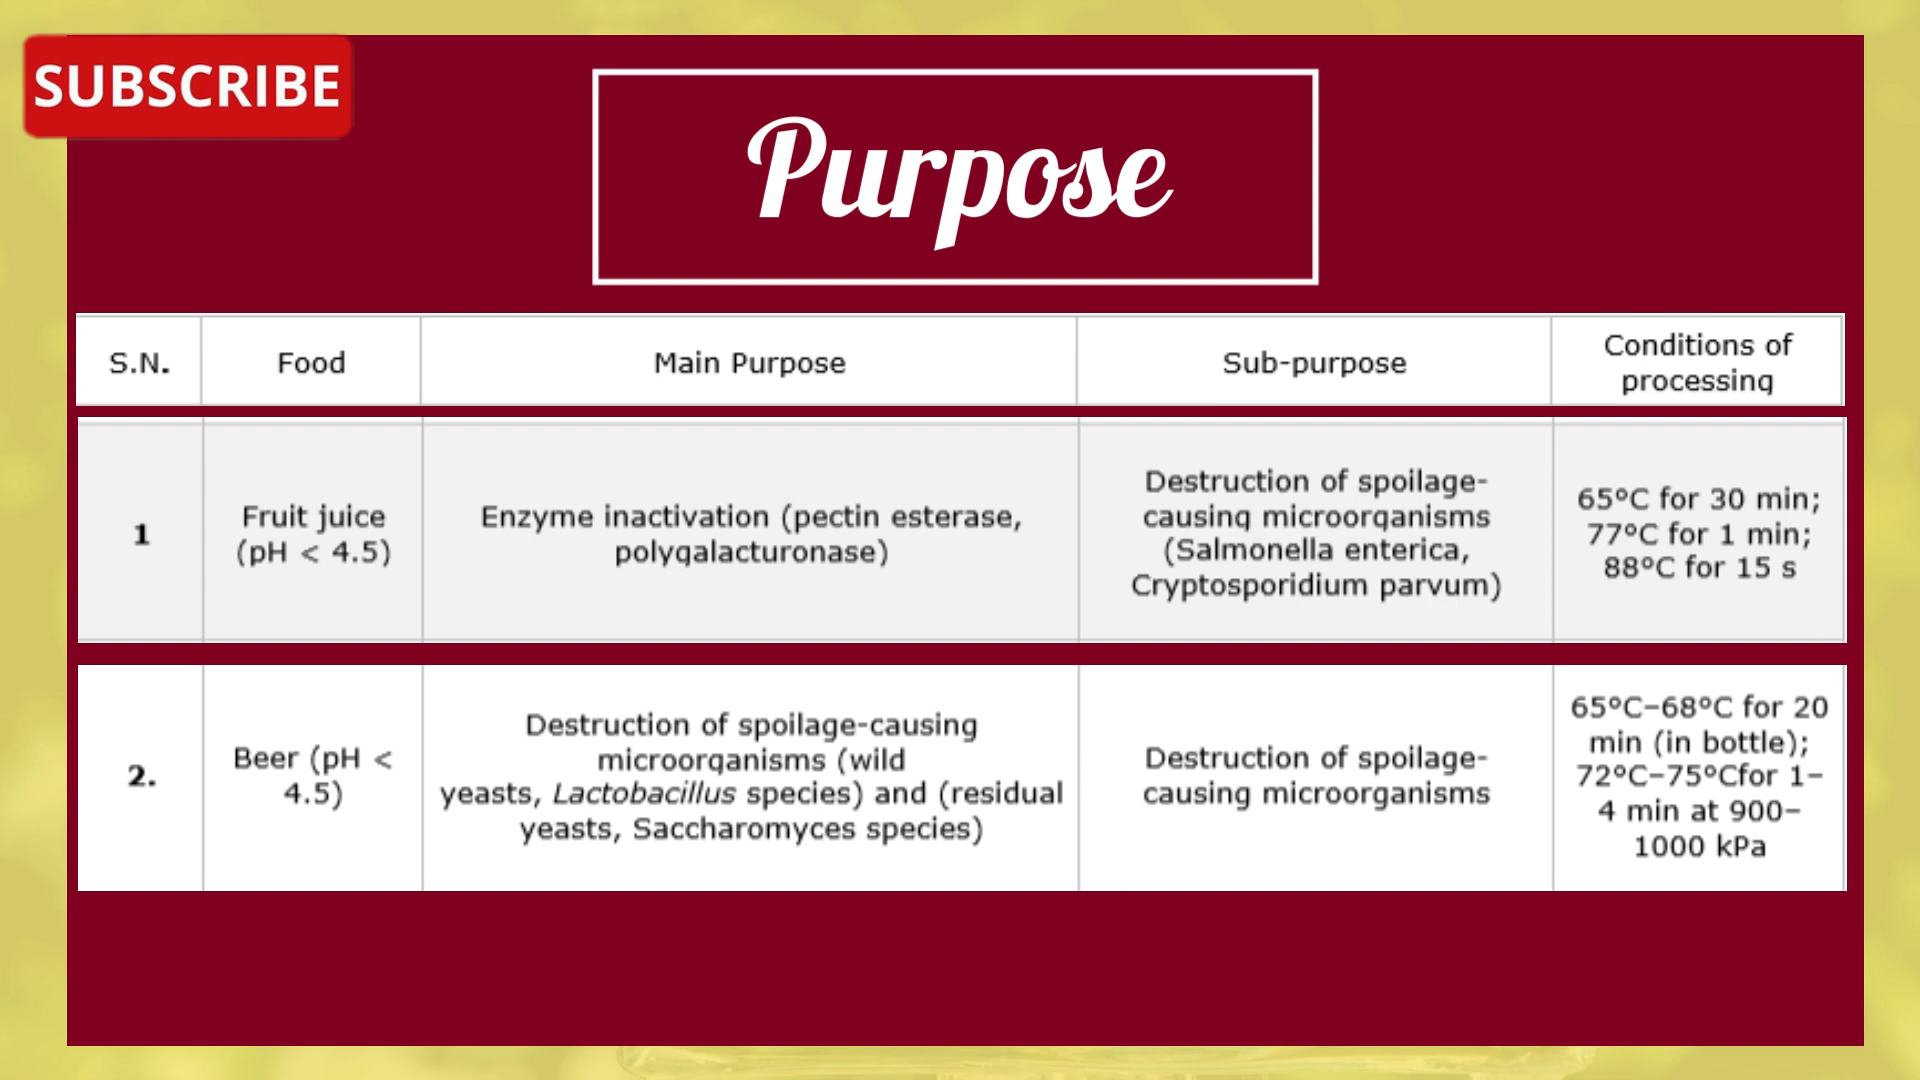 SUBSCRIBE
Purpose
S.N.
Food
Main Purpose
Sub-purpose
Conditions of
processing
1
Fruit juice
(pH < 4.5)
Enzyme inactivation (pectin esterase,
polygalacturonase)
Destruction of spoilage-
causing microorganisms
(Salmonella enterica,
Cryptosporidium parvum)
65°C for 30 min;
77°C for 1 min;
88°C for 15 s
2.
Beer (pH <
4.5)
Destruction of spoilage-causing
microorganisms (wild
yeasts, Lactobacillus species) and (residual
yeasts, Saccharomyces species)
Destruction of spoilage-
causing microorganisms
65°C–68°C for 20
min (in bottle);
72°C–75°Cfor 1–
4 min at 900–
1000 kPa